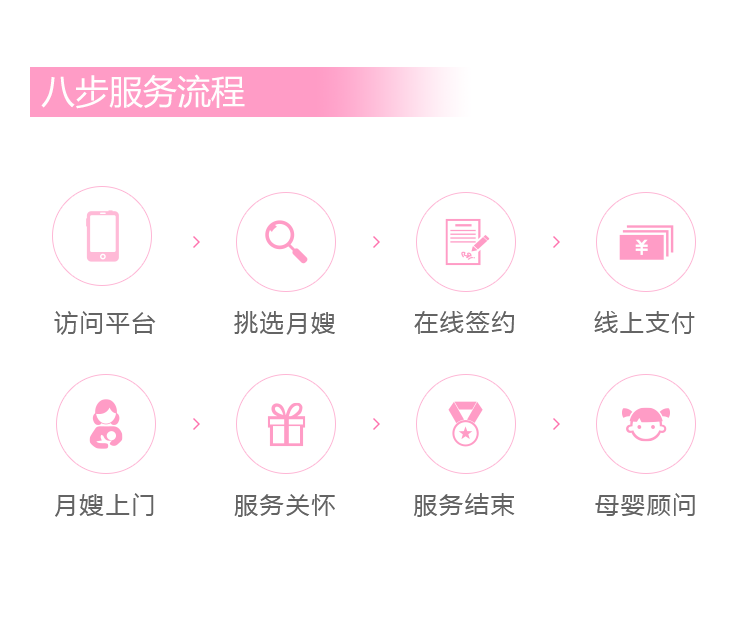 八步服务流程
访问平台
挑选月嫂
在线签约
¥
线上支付
月嫂上门
服务关怀
服务结束
母婴顾问